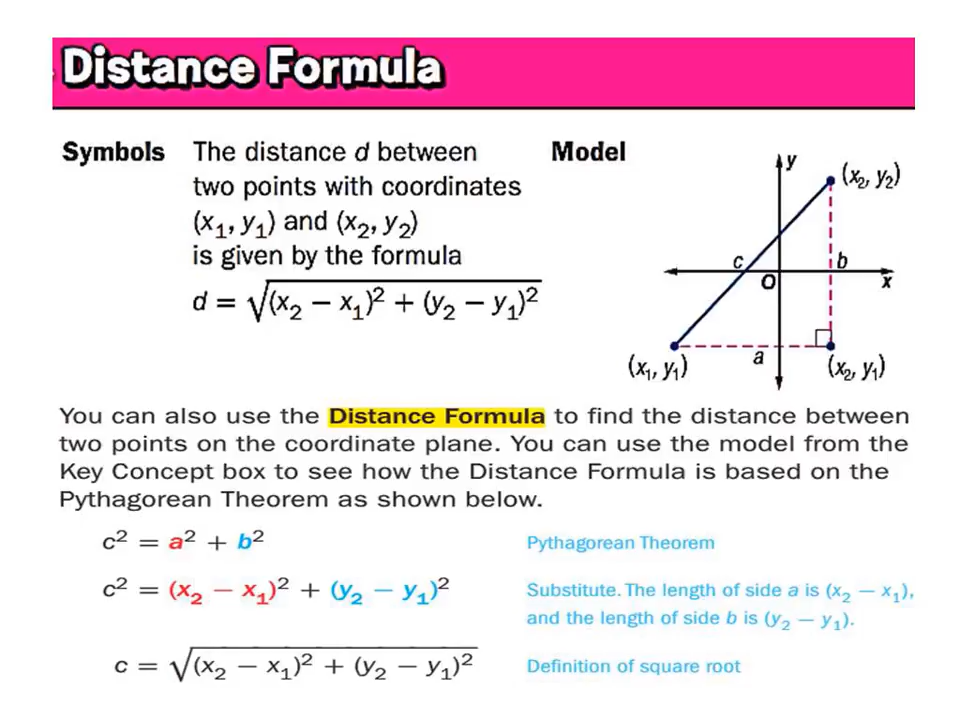 Distance Formula
Symbols
The distance d between
two points with coordinates
(x₁, y₁) and (x₂, y₂)
is given by the formula
d = √(x₂ − x₁)² + (y₂ − y₁)²
Model
y
(x₂, y₂)
c
b
O
x
a
(x₁, y₁)
(x₂, y₁)
You can also use the Distance Formula to find the distance between
two points on the coordinate plane. You can use the model from the
Key Concept box to see how the Distance Formula is based on the
Pythagorean Theorem as shown below.
c² = a² + b²
Pythagorean Theorem
c² = (x₂ − x₁)² + (y₂ − y₁)²
Substitute. The length of side a is (x₂ − x₁),
and the length of side b is (y₂ − y₁).
c = √(x₂ − x₁)² + (y₂ − y₁)²
Definition of square root